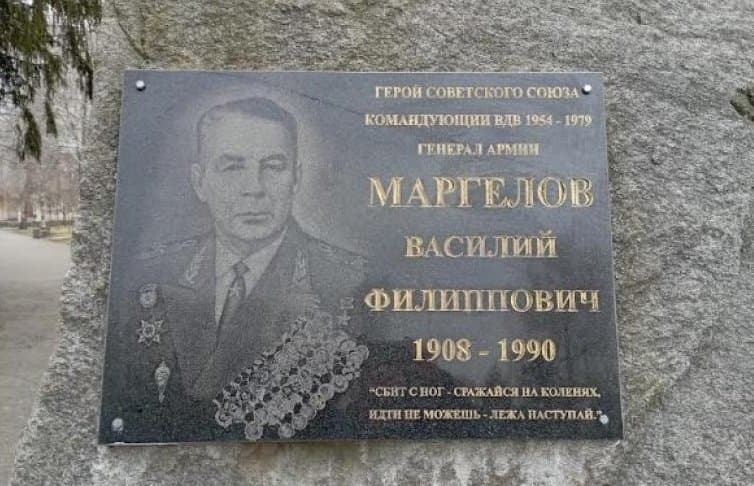 ГЕРОЙ СОВЕТСКОГО СОЮЗА
КОМАНДУЮЩИЙ ВДВ 1954 - 1979
ГЕНЕРАЛ АРМИИ
МАРГЕЛОВ
ВАСИЛИЙ
ФИЛИППОВИЧ
1908 - 1990
"СБИТ С НОГ - СРАЖАЙСЯ НА КОЛЕНЯХ,
ИДТИ НЕ МОЖЕШЬ - ЛЕЖА НАСТУПАЙ."